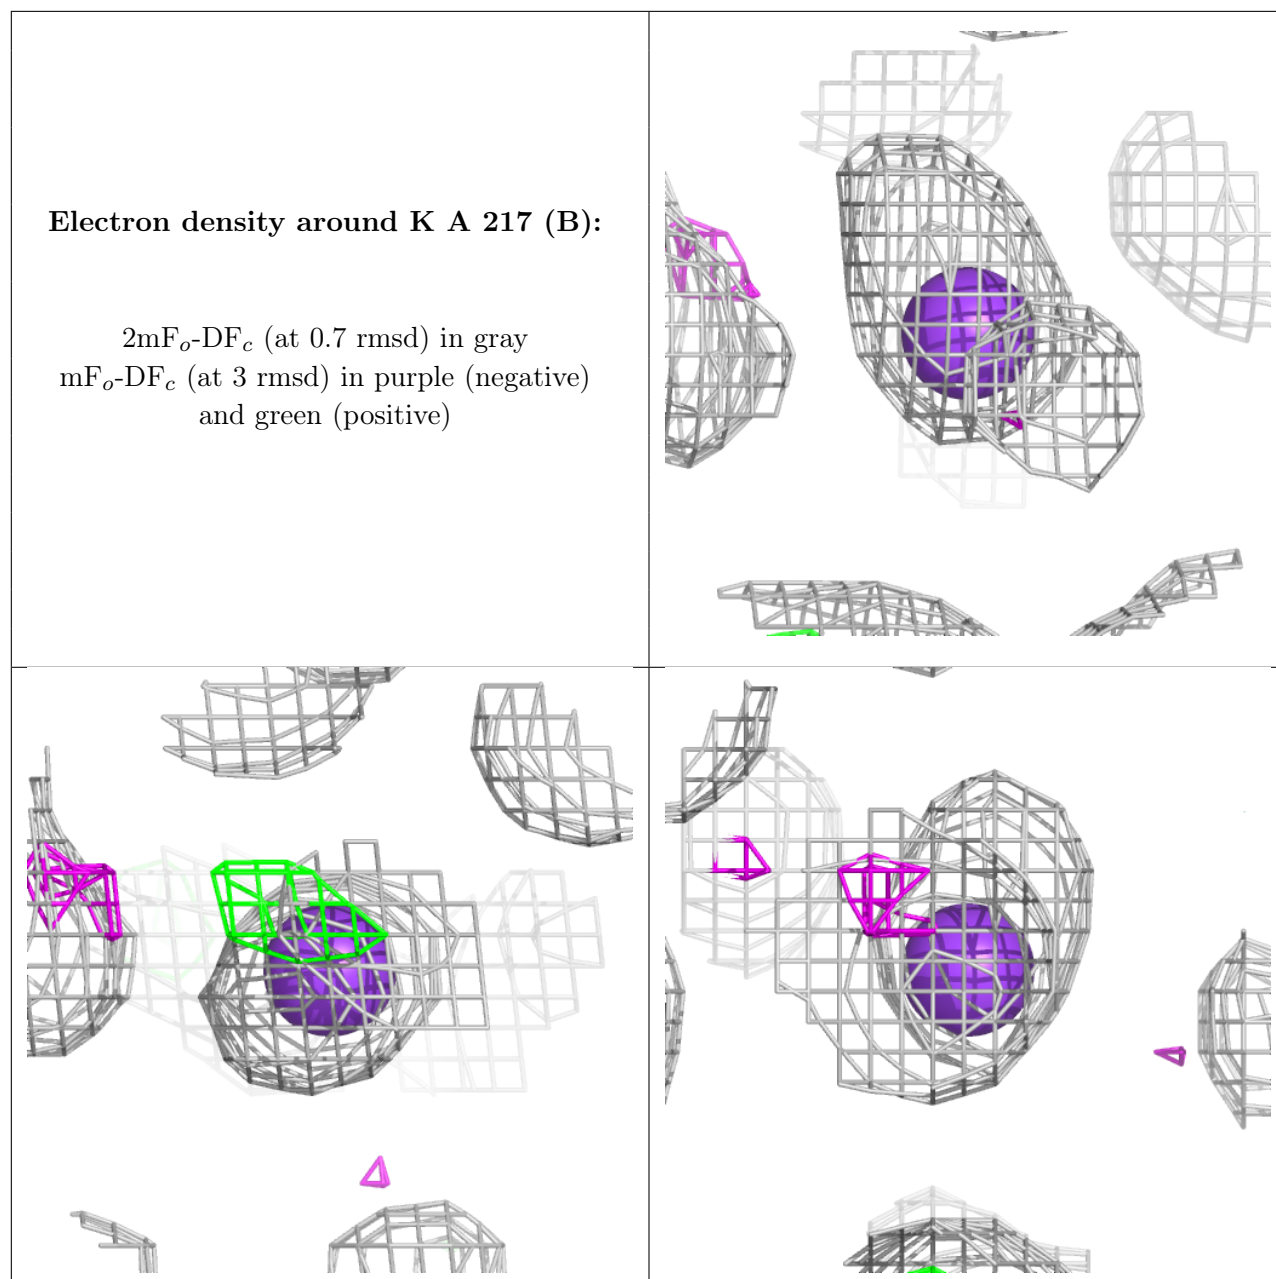 Electron density around K A 217 (B):
2mFo-DFc (at 0.7 rmsd) in gray
mFo-DFc (at 3 rmsd) in purple (negative)
and green (positive)